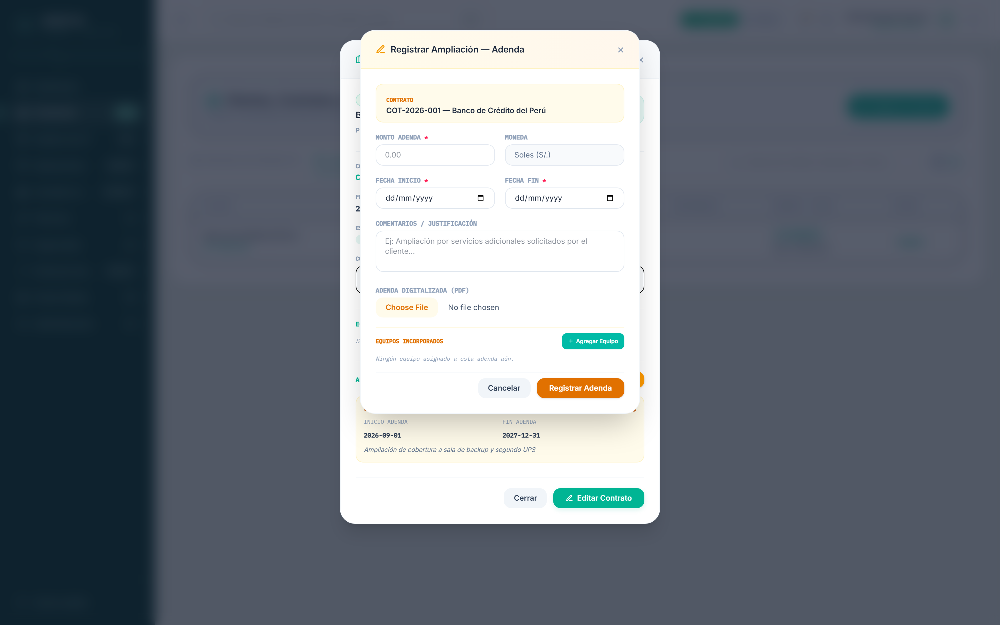 Registrar Ampliación — Adenda
CONTRATO
COT-2026-001 — Banco de Crédito del Perú
MONTO ADENDA *
MONEDA
0.00
Soles (S/.)
FECHA INICIO *
FECHA FIN *
dd/mm/yyyy
dd/mm/yyyy
COMENTARIOS / JUSTIFICACIÓN
Ej: Ampliación por servicios adicionales solicitados por el
cliente...
ADENDA DIGITALIZADA (PDF)
Choose File
No file chosen
EQUIPOS INCORPORADOS
+ Agregar Equipo
Ningún equipo asignado a esta adenda aún.
Cancelar
Registrar Adenda
INICIO ADENDA
FIN ADENDA
2026-09-01
2027-12-31
Ampliación de cobertura a sala de backup y segundo UPS
Cerrar
Editar Contrato